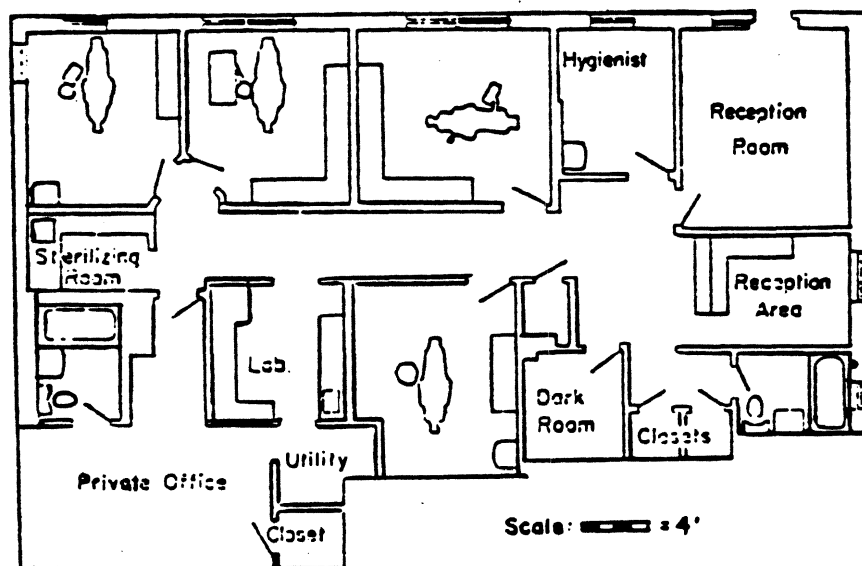 Hygienist
Reception
Room
Sterilizing
Room
Reception
Area
Lab.
Dark
Room
Closets
Utility
Private Office
Closet
Scale: = 4'